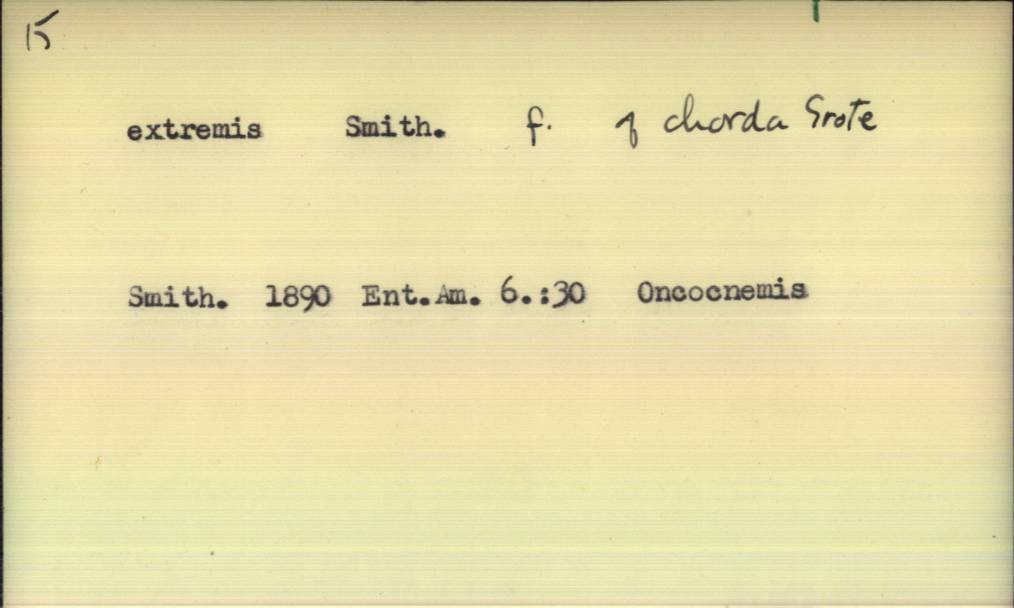 15
extremis Smith. f. of chorda Grote
Smith. 1890 Ent.Am. 6.:30 Oncocnemis